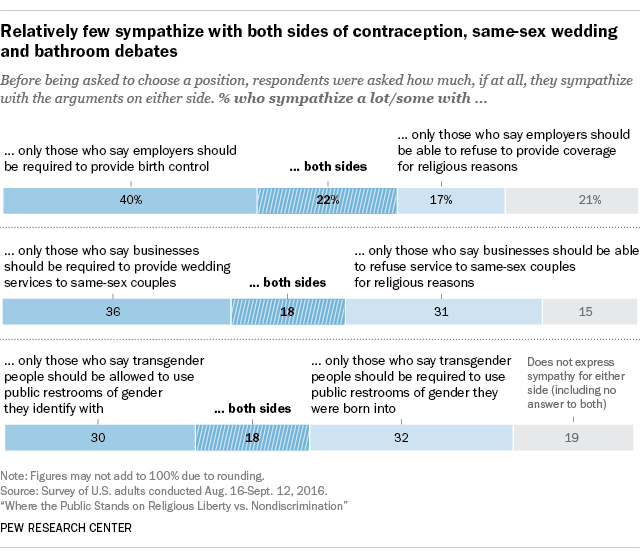 Relatively few sympathize with both sides of contraception, same-sex wedding
and bathroom debates
Before being asked to choose a position, respondents were asked how much, if at all, they sympathize
with the arguments on either side. % who sympathize a lot/some with ...
... only those who say employers should
be required to provide birth control
... both sides
... only those who say employers should
be able to refuse to provide coverage
for religious reasons
40%
22%
17%
21%
... only those who say businesses
should be required to provide wedding
services to same-sex couples
... both sides
... only those who say businesses should be able
to refuse service to same-sex couples
for religious reasons
36
18
31
15
... only those who say transgender
people should be allowed to use
public restrooms of gender
they identify with
... both sides
... only those who say transgender
people should be required to use
public restrooms of gender they
were born into
Does not express
sympathy for either
side (including no
answer to both)
30
18
32
19
Note: Figures may not add to 100% due to rounding.
Source: Survey of U.S. adults conducted Aug. 16-Sept. 12, 2016.
“Where the Public Stands on Religious Liberty vs. Nondiscrimination”
PEW RESEARCH CENTER